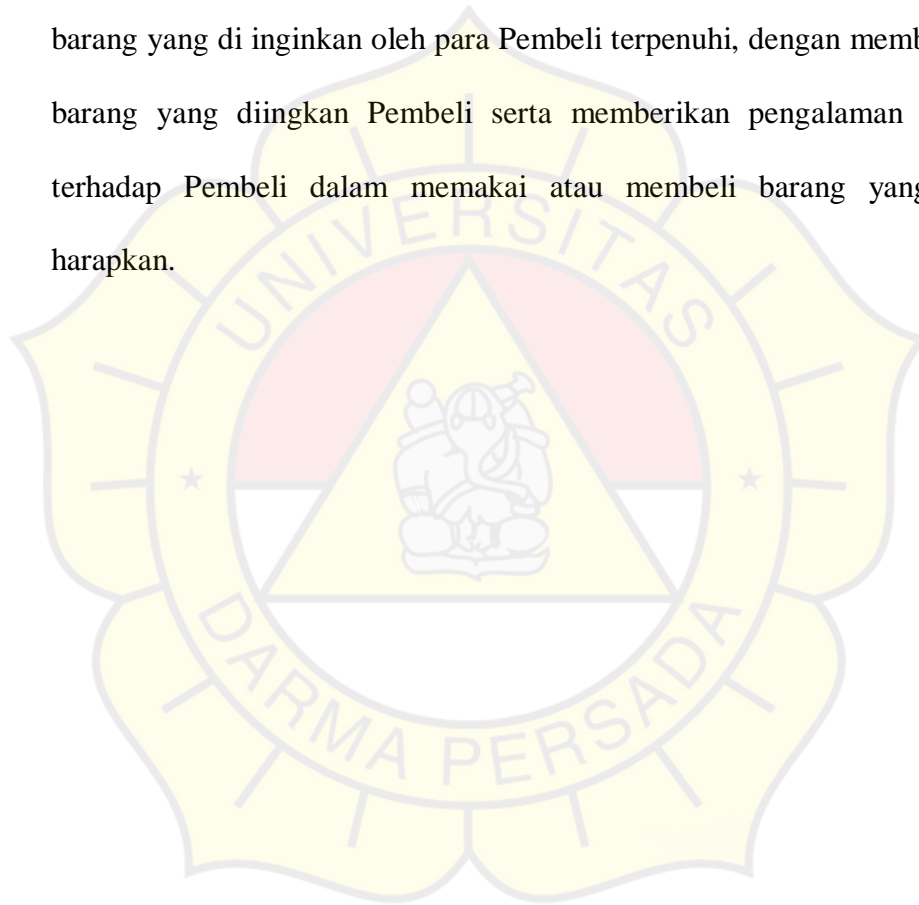 barang yang di inginkan oleh para Pembeli terpenuhi, dengan
barang yang diingkan Pembeli serta memberikan pengalaman
terhadap Pembeli dalam memakai atau membeli barang
harapkan.
UNIVERSITAS
DARMA PERSADA